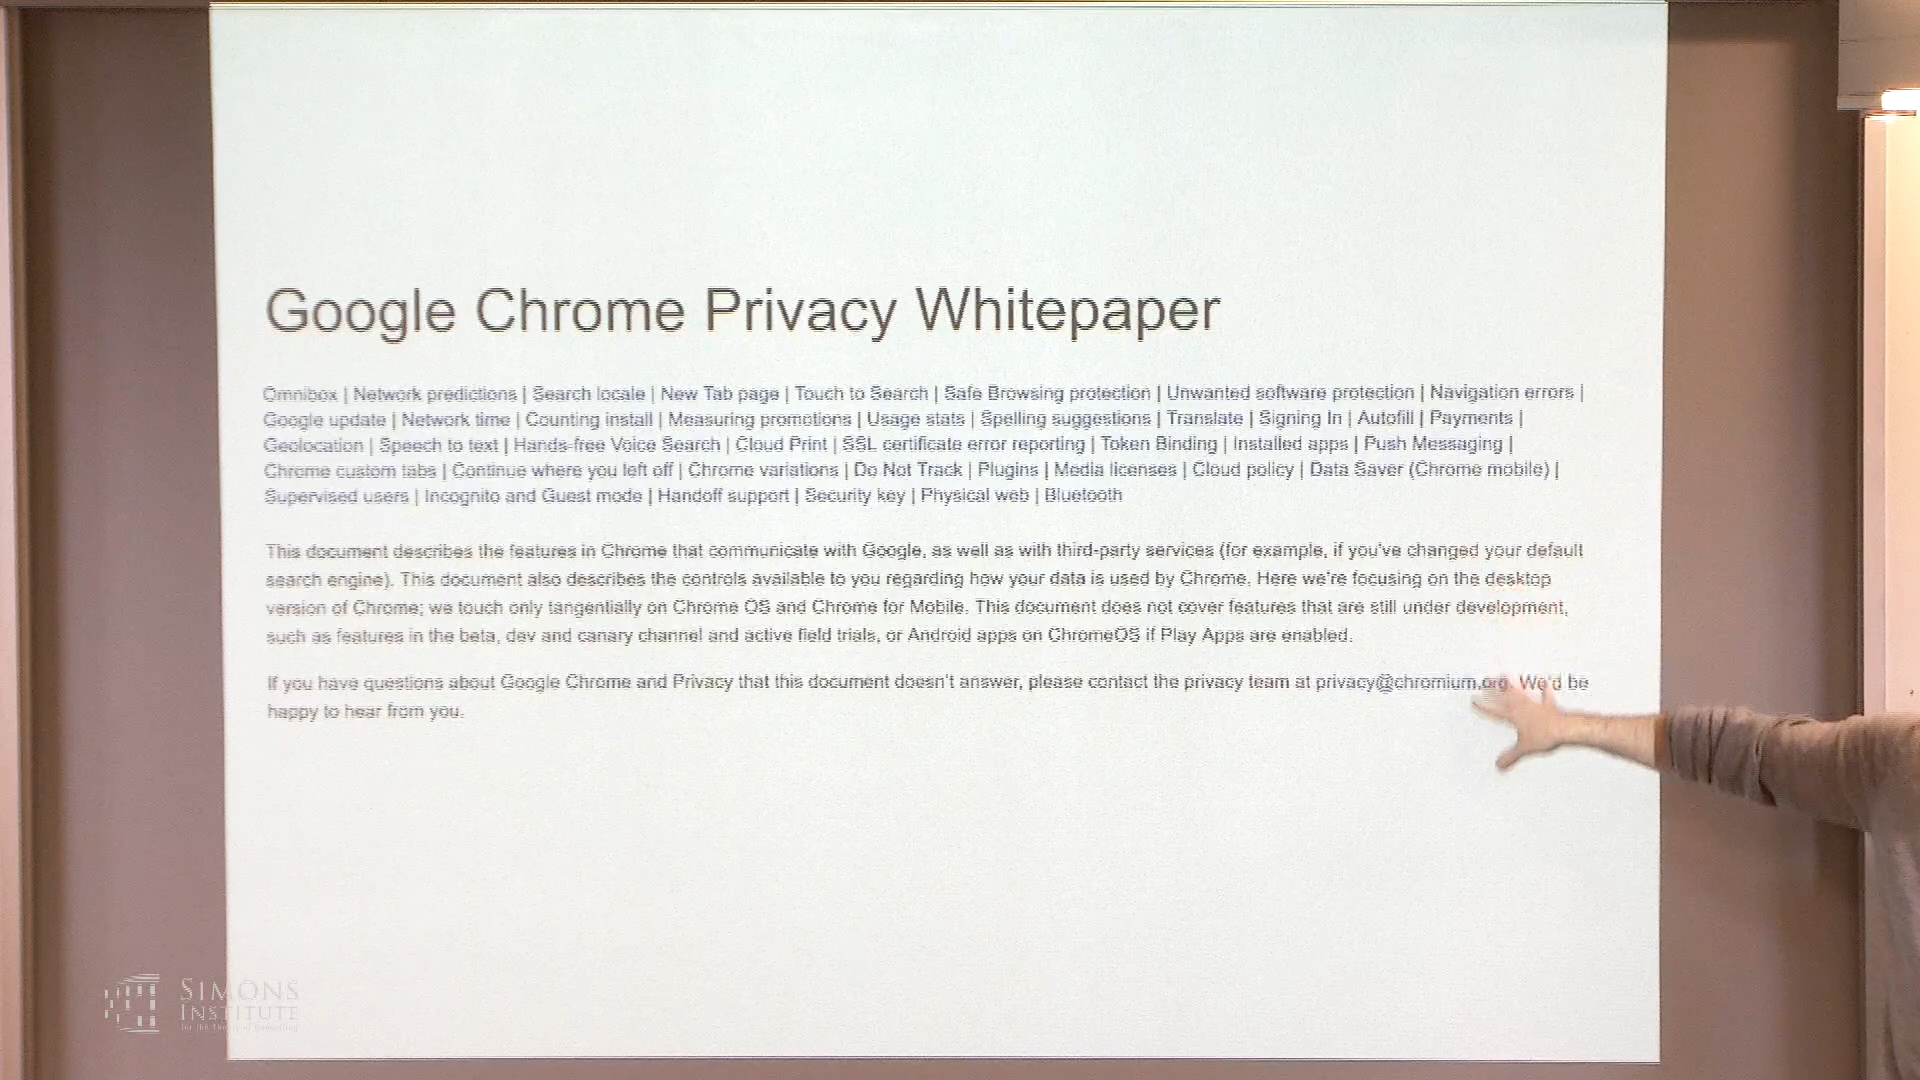 Google Chrome Privacy Whitepaper
Omnibox | Network predictions | Search locale | New Tab page | Touch to Search | Safe Browsing protection | Unwanted software protection | Navigation errors |
Google update | Network time | Counting install | Measuring promotions | Usage stats | Spelling suggestions | Translate | Signing In | Autofill | Payments |
Geolocation | Speech to text | Hands-free Voice Search | Cloud Print | SSL certificate error reporting | Token Binding | Installed apps | Push Messaging |
Chrome custom tabs | Continue where you left off | Chrome variations | Do Not Track | Plugins | Media licenses | Cloud policy | Data Saver (Chrome mobile) |
Supervised users | Incognito and Guest mode | Handoff support | Security key | Physical web | Bluetooth
This document describes the features in Chrome that communicate with Google, as well as with third-party services (for example, if you've changed your default
search engine). This document also describes the controls available to you regarding how your data is used by Chrome. Here we're focusing on the desktop
version of Chrome; we touch only tangentially on Chrome OS and Chrome for Mobile. This document does not cover features that are still under development,
such as features in the beta, dev and canary channel and active field trials, or Android apps on ChromeOS if Play Apps are enabled.
If you have questions about Google Chrome and Privacy that this document doesn't answer, please contact the privacy team at privacy@chromium.org. We'd be
happy to hear from you.
SIMONS
INSTITUTE
for the Theory of Computing